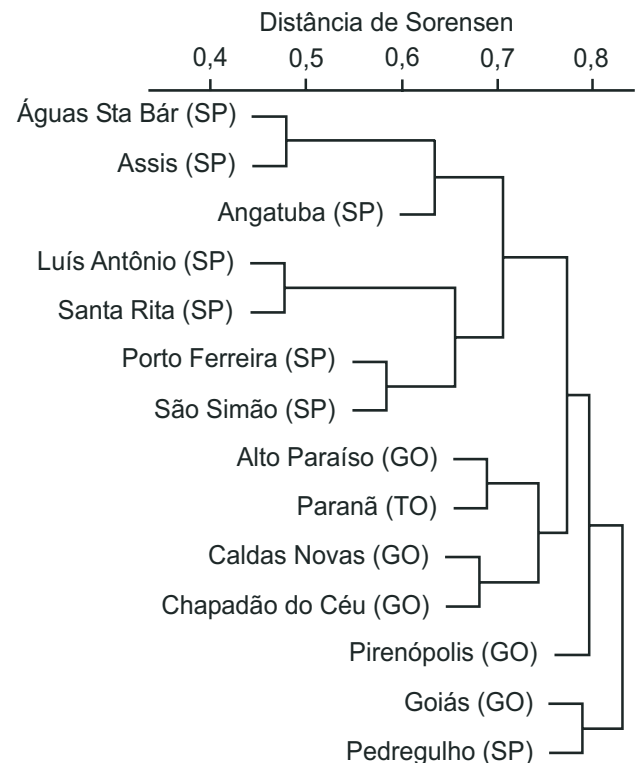 Distância de Sorensen
0,4 0,5 0,6 0,7 0,8
Águas Sta Bár (SP)
Assis (SP)
Angatuba (SP)
Luís Antônio (SP)
Santa Rita (SP)
Porto Ferreira (SP)
São Simão (SP)
Alto Paraíso (GO)
Paranã (TO)
Caldas Novas (GO)
Chapadão do Céu (GO)
Pirenópolis (GO)
Goiás (GO)
Pedregulho (SP)